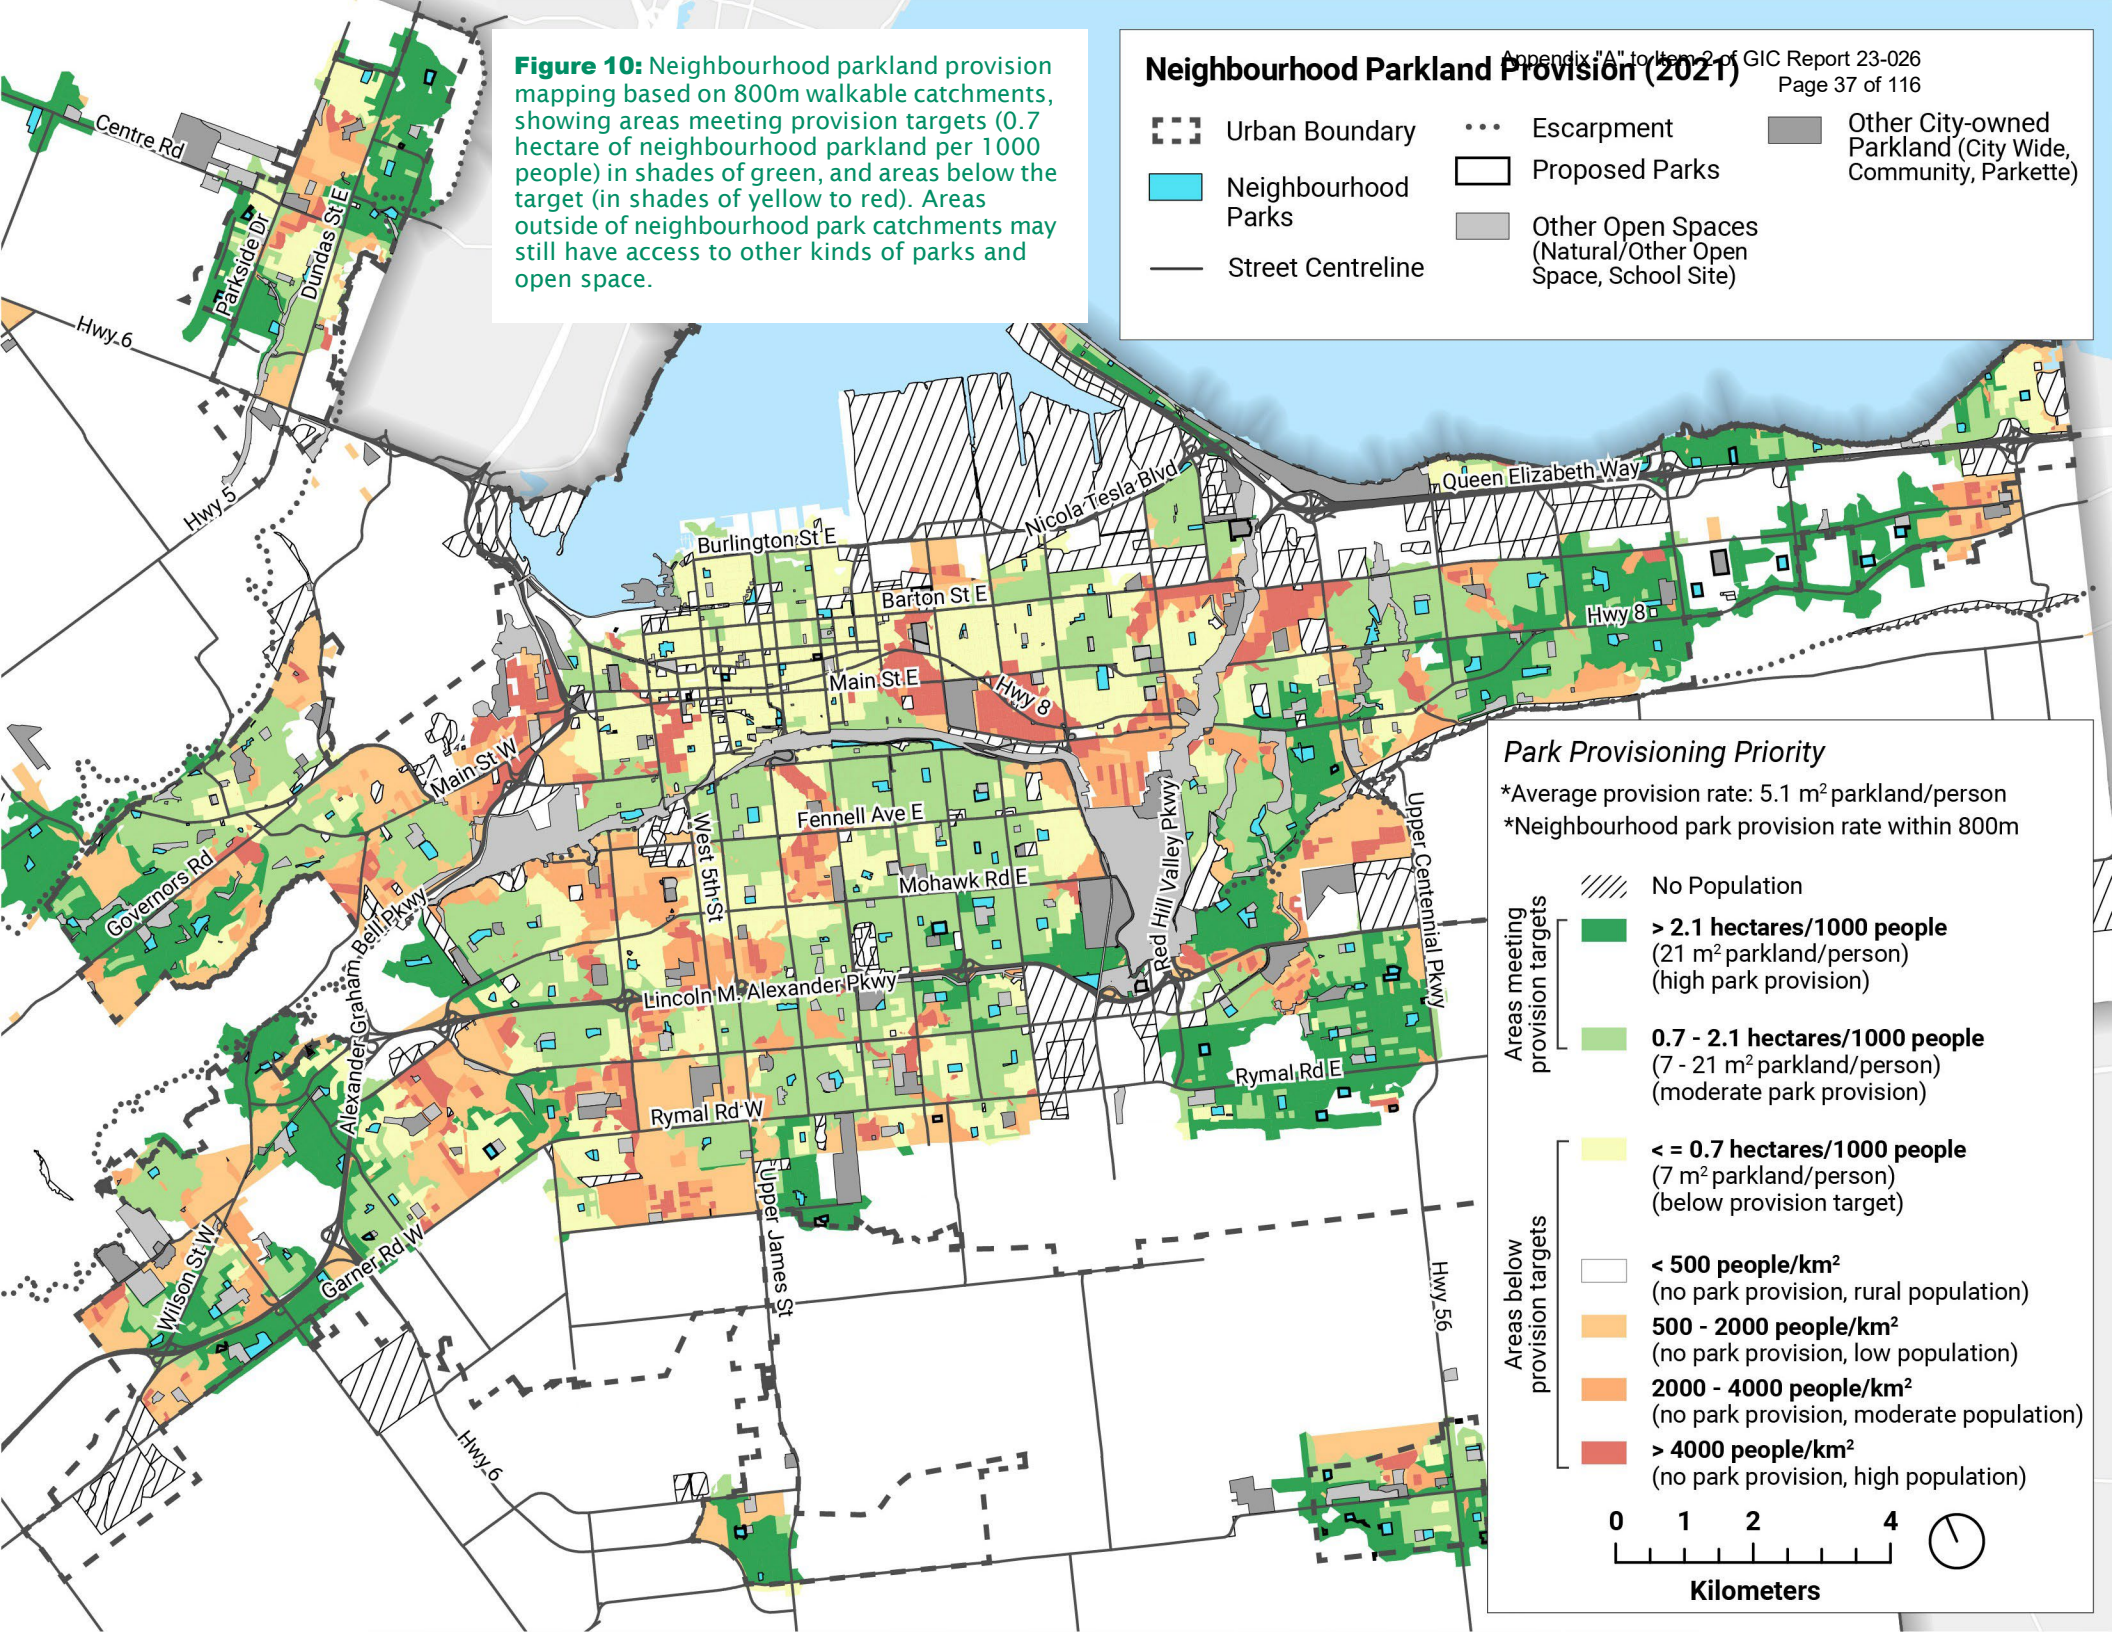 Figure 10: Neighbourhood parkland provision
mapping based on 800m walkable catchments,
showing areas meeting provision targets (0.7
hectare of neighbourhood parkland per 1000
people) in shades of green, and areas below the
target (in shades of yellow to red). Areas
outside of neighbourhood park catchments may
still have access to other kinds of parks and
open space.
Appendix "A" to Item 2 of GIC Report 23-026
Page 37 of 116
Neighbourhood Parkland Provision (2021)
Urban Boundary
Neighbourhood
Parks
Street Centreline
Escarpment
Proposed Parks
Other Open Spaces
(Natural/Other Open
Space, School Site)
Other City-owned
Parkland (City Wide,
Community, Parkette)
Centre Rd
Parkside Dr
Dundas St E
Hwy 6
Hwy 5
Queen Elizabeth Way
Nicola Tesla Blvd
Burlington St E
Barton St E
Hwy 8
Main St E
Hwy 8
Main St W
Fennell Ave E
West 5th St
Mohawk Rd E
Red Hill Valley Pkwy
Upper Centennial Pkwy
Governors Rd
Alexander Graham Bell Pkwy
Lincoln M. Alexander Pkwy
Rymal Rd E
Rymal Rd W
Upper James St
Garner Rd W
Wilson St W
Hwy 56
Hwy 6
Park Provisioning Priority
*Average provision rate: 5.1 m² parkland/person
*Neighbourhood park provision rate within 800m
No Population
Areas meeting
provision targets
> 2.1 hectares/1000 people
(21 m² parkland/person)
(high park provision)
0.7 - 2.1 hectares/1000 people
(7 - 21 m² parkland/person)
(moderate park provision)
Areas below
provision targets
< = 0.7 hectares/1000 people
(7 m² parkland/person)
(below provision target)
< 500 people/km²
(no park provision, rural population)
500 - 2000 people/km²
(no park provision, low population)
2000 - 4000 people/km²
(no park provision, moderate population)
> 4000 people/km²
(no park provision, high population)
0 1 2 4
Kilometers